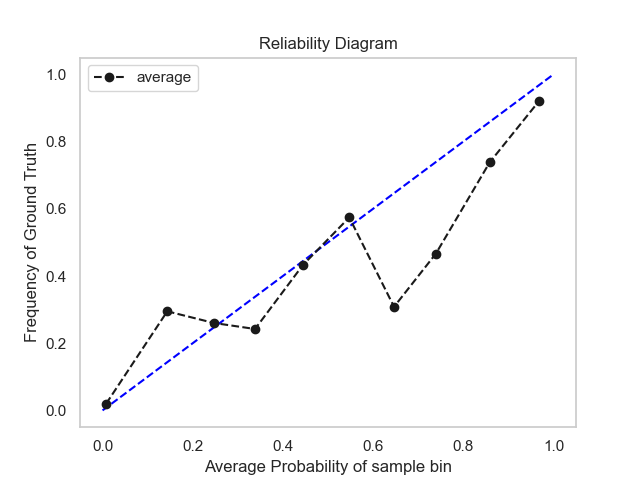 Reliability Diagram
average
Frequency of Ground Truth
1.0
0.8
0.6
0.4
0.2
0.0
0.0 0.2 0.4 0.6 0.8 1.0
Average Probability of sample bin